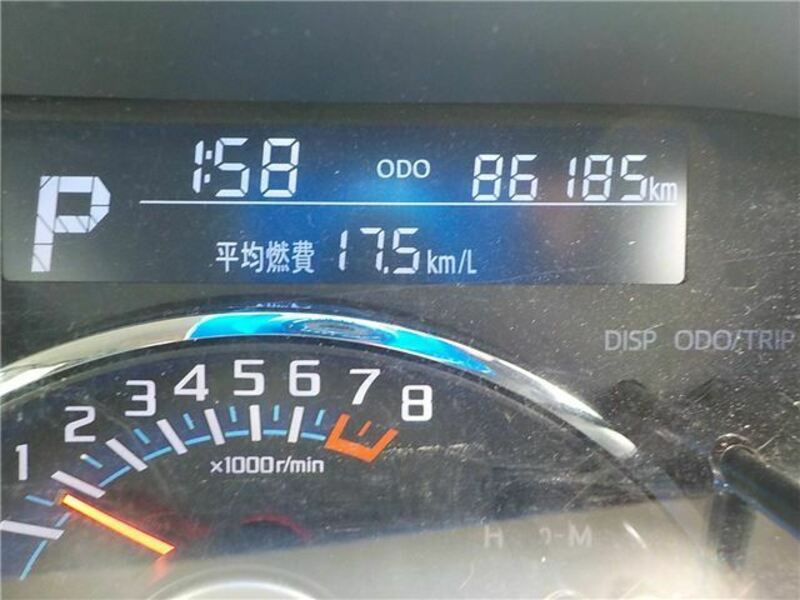 P
1:58 ODO 86185km
平均燃費 17.5km/L
DISP ODO/TRIP
1 2 3 4 5 6 7 8
x1000r/min